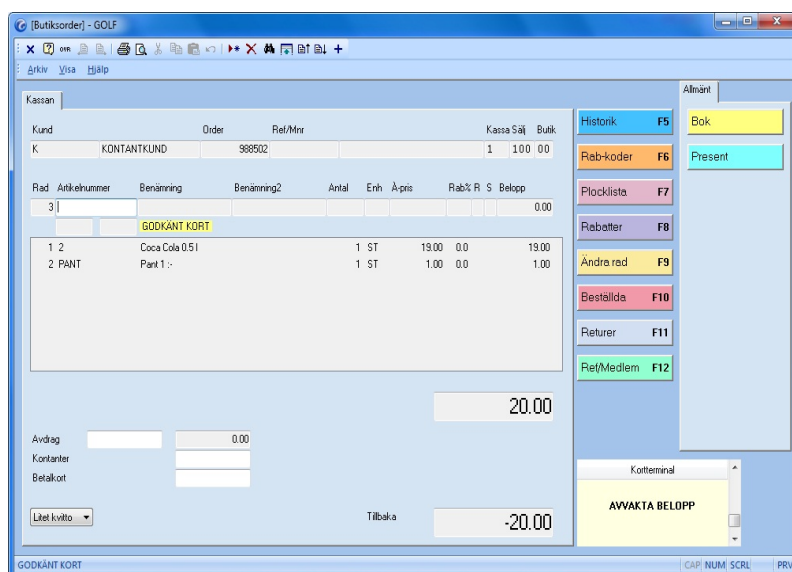 [Butiksorder] - GOLF
OVR
Arkiv Visa Hjälp
Kassan
Kund Order Ref/Mnr Kassa Sälj Butik
K KONTANTKUND 988502 1 100 00
Rad Artikelnummer Benämning Benämning2 Antal Enh À-pris Rab% R S Belopp
3 0.00
GODKÄNT KORT
1 2 Coca Cola 0.5 l 1 ST 19.00 0.0 19.00
2 PANT Pant 1 :- 1 ST 1.00 0.0 1.00
20.00
Avdrag 0.00
Kontanter
Betalkort
Litet kvitto Tillbaka -20.00
Historik F5
Rab-koder F6
Plocklista F7
Rabatter F8
Ändra rad F9
Beställda F10
Returer F11
Ref/Medlem F12
Allmänt
Bok
Present
Kortterminal
AVVAKTA BELOPP
GODKÄNT KORT CAP NUM SCRL PRV